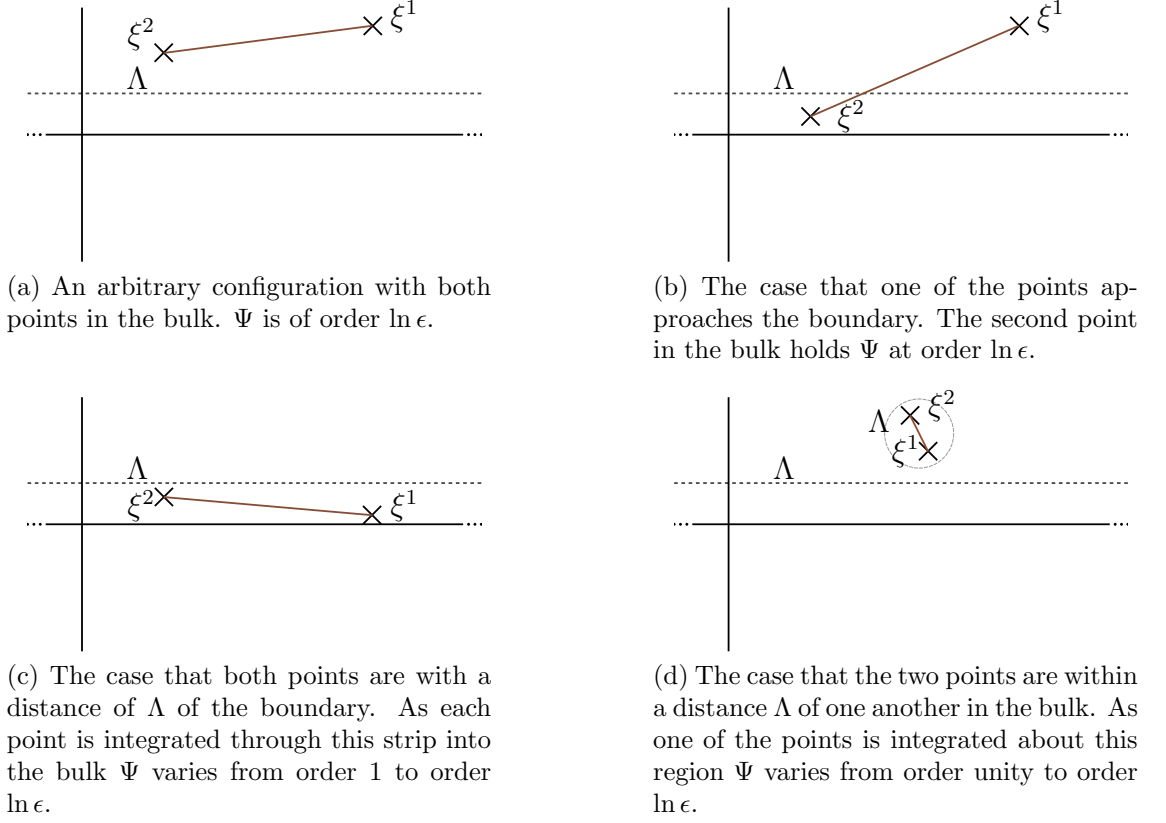 ξ²
ξ¹
Λ
ξ¹
Λ
ξ²
(a) An arbitrary configuration with both
points in the bulk. Ψ is of order ln ϵ.
(b) The case that one of the points ap-
proaches the boundary. The second point
in the bulk holds Ψ at order ln ϵ.
Λ
ξ²
ξ¹
Λ
ξ²
ξ¹
Λ
(c) The case that both points are with a
distance of Λ of the boundary. As each
point is integrated through this strip into
the bulk Ψ varies from order 1 to order
ln ϵ.
(d) The case that the two points are within
a distance Λ of one another in the bulk. As
one of the points is integrated about this
region Ψ varies from order unity to order
ln ϵ.